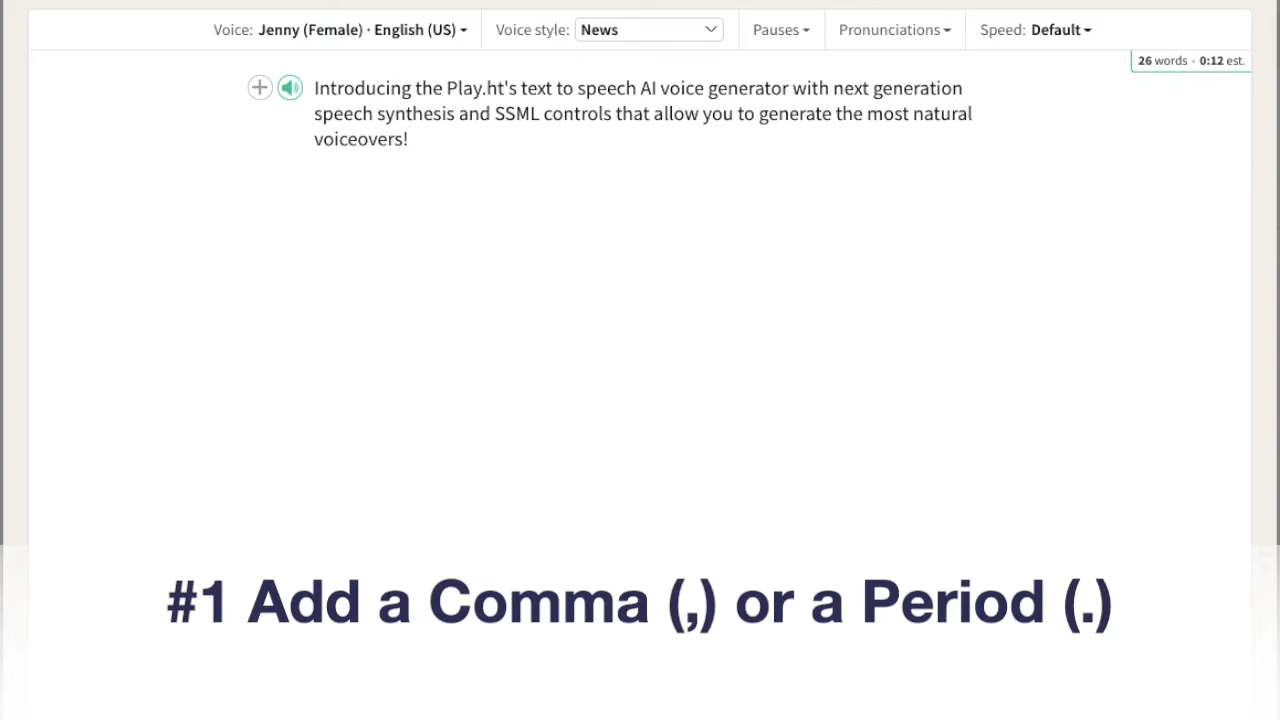 Voice: Jenny (Female) · English (US) Voice style: News Pauses Pronunciations Speed: Default
26 words · 0:12 est.
Introducing the Play.ht's text to speech AI voice generator with next generation
speech synthesis and SSML controls that allow you to generate the most natural
voiceovers!
#1 Add a Comma (,) or a Period (.)